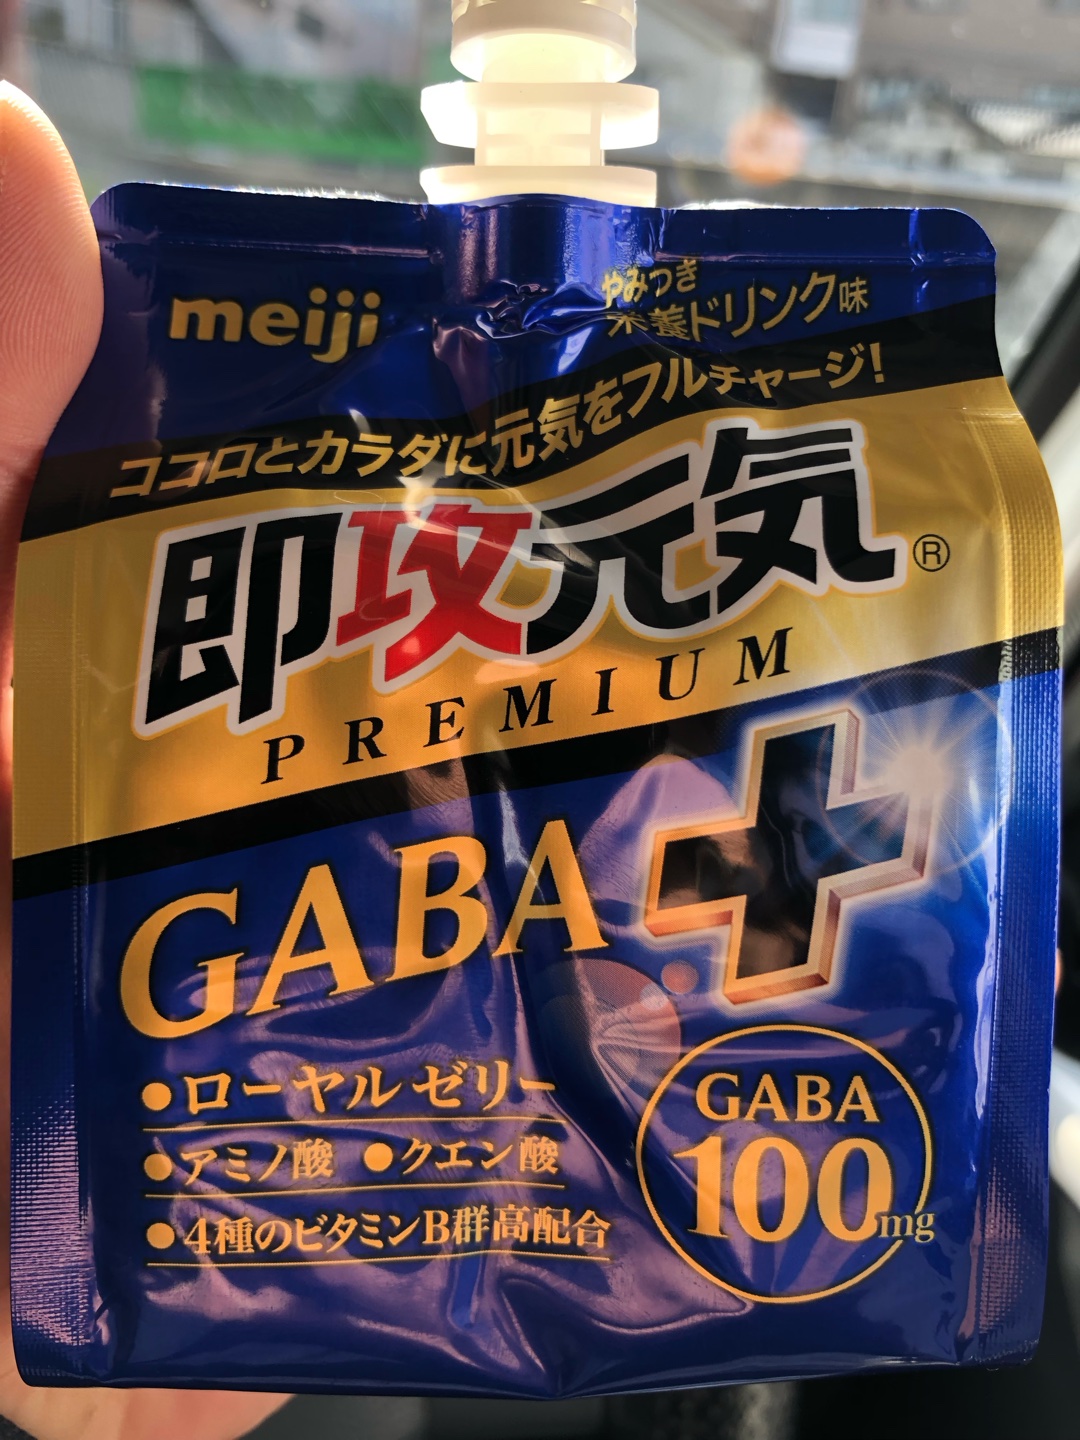 meiji
やみつき
栄養ドリンク味
ココロとカラダに元気をフルチャージ!
即攻元気®
PREMIUM
GABA+
●ローヤルゼリー
●アミノ酸 ●クエン酸
●4種のビタミンB群高配合
GABA
100mg